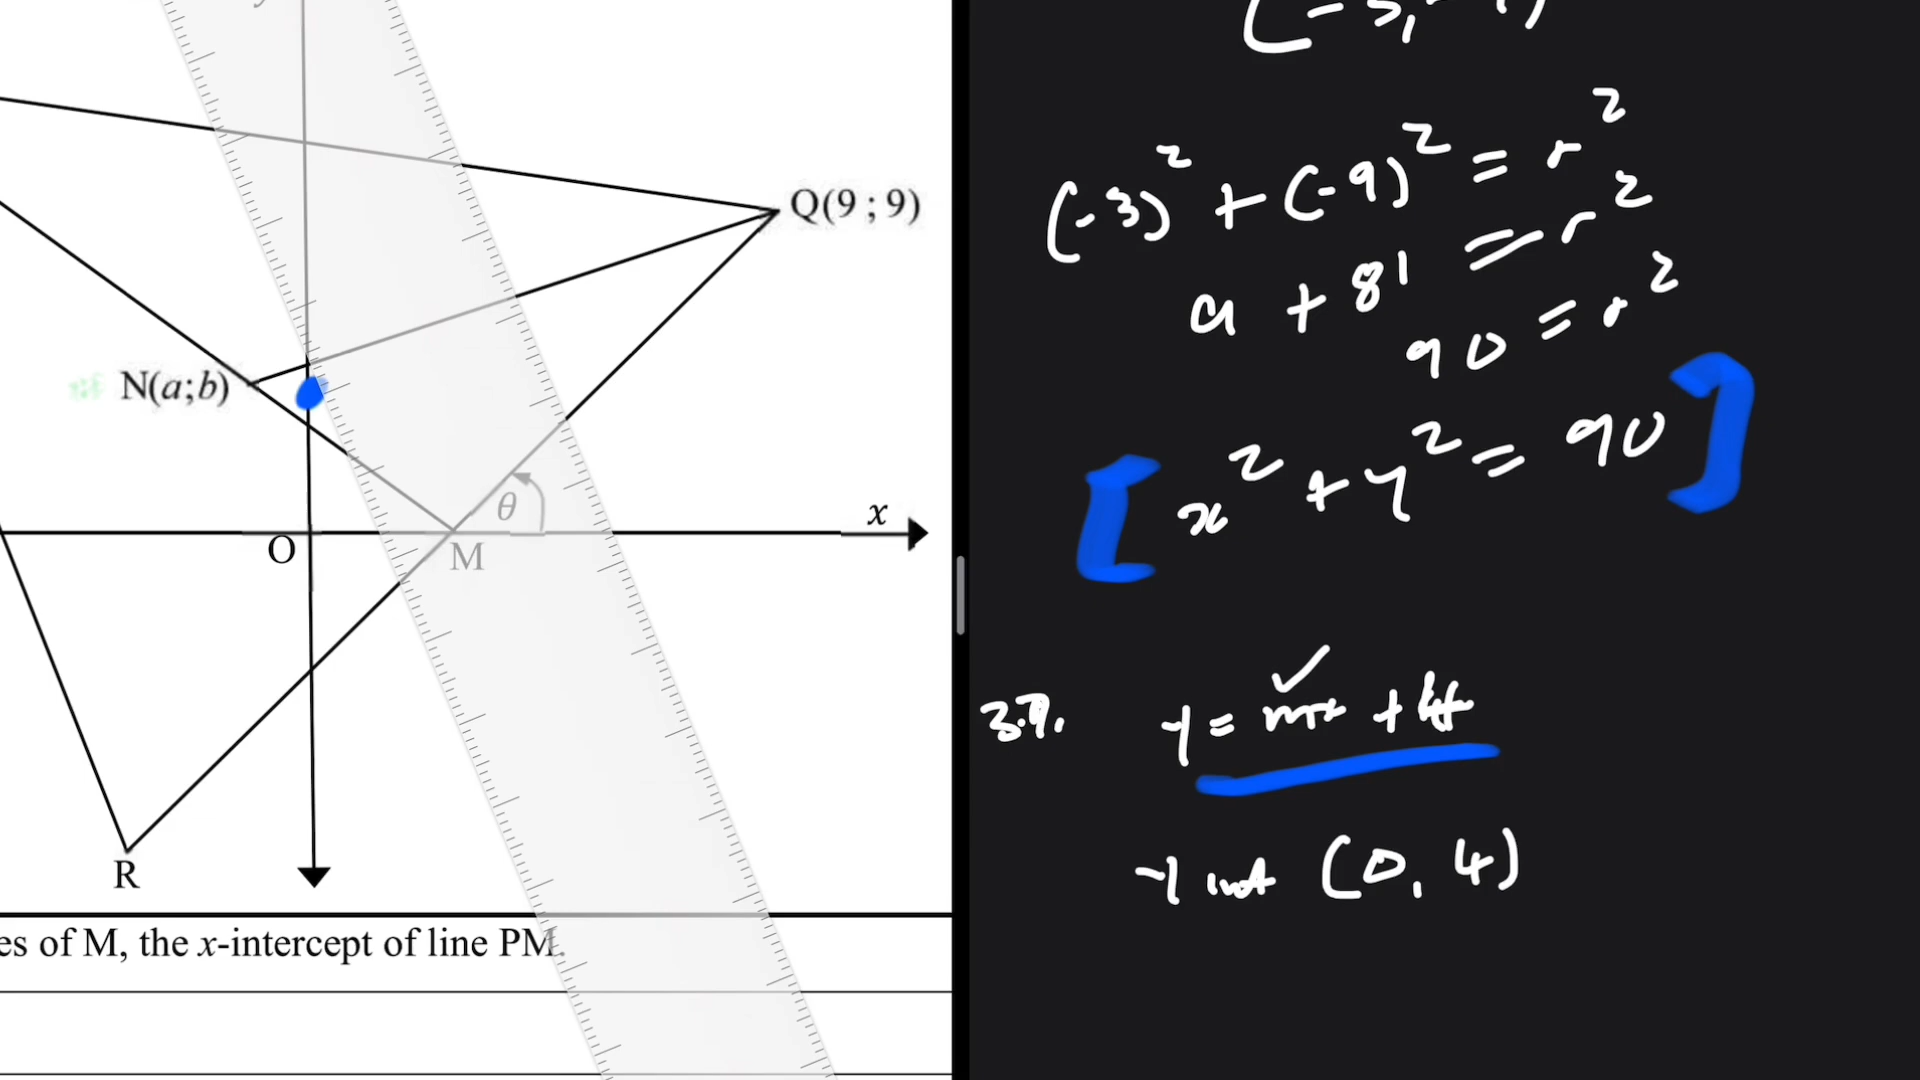 y
Q(9 ; 9)
N(a;b)
θ
x
O
M
R
es of M, the x-intercept of line PM.
(-3)² + (-9)² = r²
9 + 81 = r²
90 = r²
[x² + y² = 90]
3.7. y = mx +
y int (0, 4)